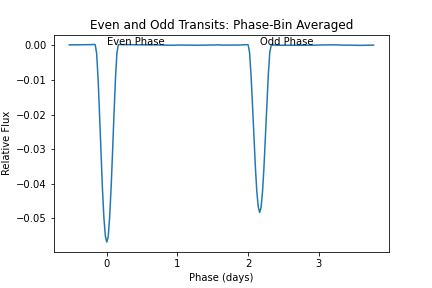 Even and Odd Transits: Phase-Bin Averaged
Even Phase
Odd Phase
0.00
−0.01
−0.02
−0.03
−0.04
−0.05
Relative Flux
0
1
2
3
Phase (days)